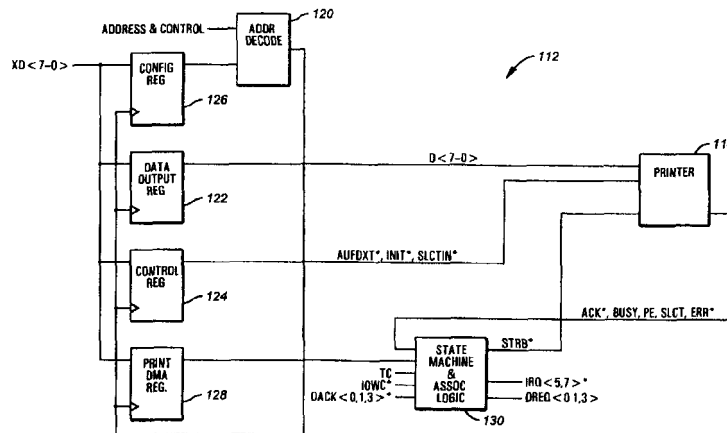 ADDRESS & CONTROL
ADDR
DECODE
120
112
XD<7-0>
CONFIG
REG
126
DATA
OUTPUT
REG
122
D<7-0>
PRINTER
CONTROL
REG
124
AUFDXT*, INIT*, SLCTIN*
ACK*, BUSY, PE, SLCT, ERR*
PRINT
DMA
REG.
128
STATE
MACHINE
&
ASSOC
LOGIC
130
STRB*
TC
IOWC*
DACK<0,1,3>*
IRQ<5,7>*
DREQ<0,1,3>